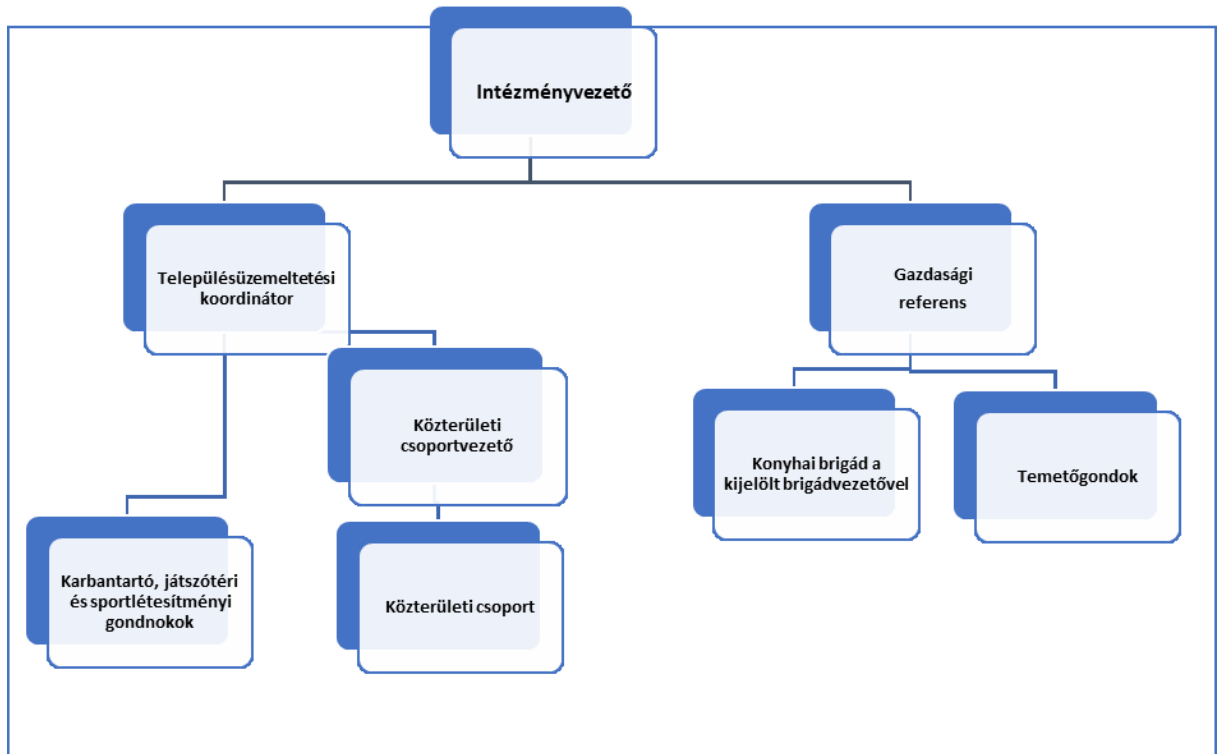 Intézményvezető
Településüzemeltetési
koordinátor
Gazdasági
referens
Közterületi
csoportvezető
Konyhai brigád a
kijelölt brigádvezetővel
Temetőgondok
Karbantartó, játszótéri
és sportlétesítményi
gondnokok
Közterületi csoport